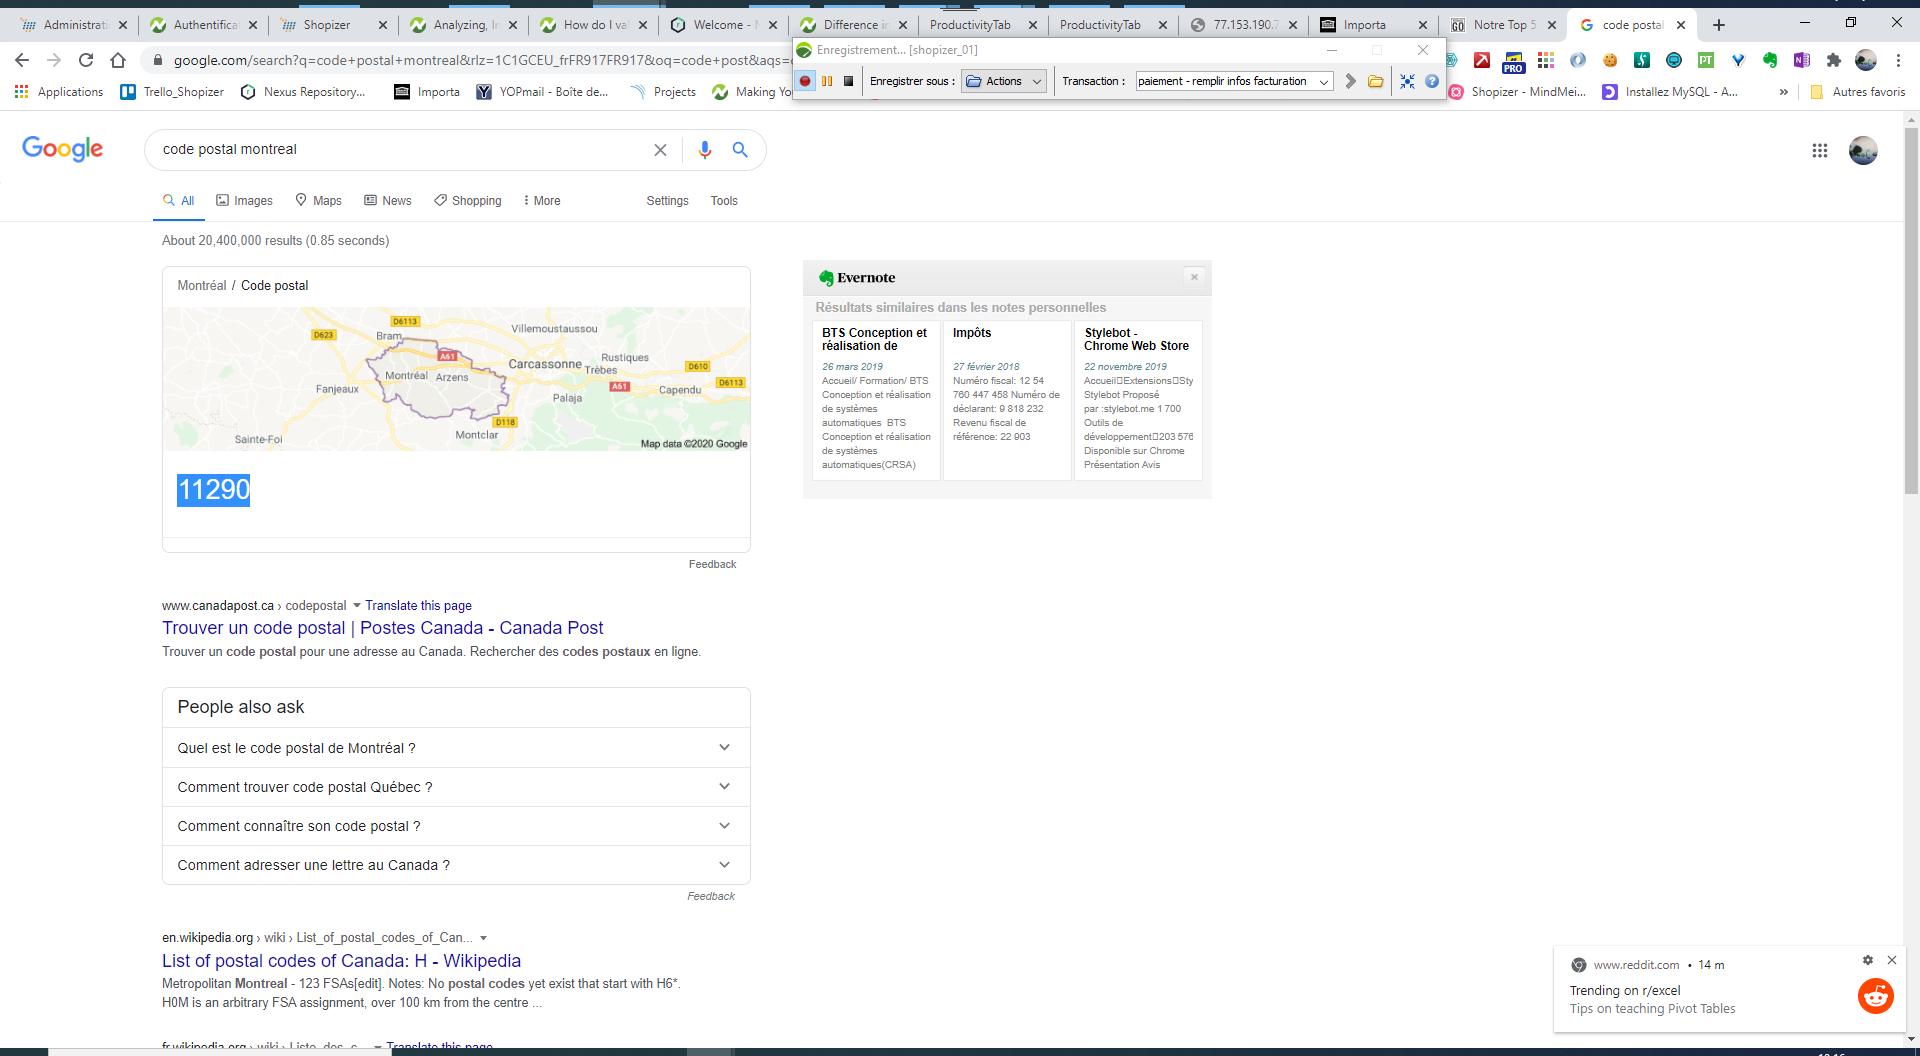 Administrati
Authentificat
Shopizer
Analyzing, In
How do I val
Welcome - N
Difference in
ProductivityTab
ProductivityTab
77.153.190.7
Importa
Notre Top 5
code postal
Enregistrement... [shopizer_01]
google.com/search?q=code+postal+montreal&rlz=1C1GCEU_frFR917FR917&oq=code+post&aqs=c
Enregistrer sous : Actions Transaction : paiement - remplir infos facturation
PRO
PT
Applications
Trello_Shopizer
Nexus Repository...
Importa
YOPmail - Boîte de...
Projects
Making Yo
Shopizer - MindMei...
Installez MySQL - A...
»
Autres favoris
Google
code postal montreal
All Images Maps News Shopping More Settings Tools
About 20,400,000 results (0.85 seconds)
Montréal / Code postal
D6113
D623
Bram
Villemoustaussou
A61
Rustiques
Carcassonne
Trèbes
D610
Montréal Arzens
Fanjeaux
A61
D6113
Capendu
Palaja
D118
Montclar
Sainte-Foi
Map data ©2020 Google
11290
Feedback
Evernote
Résultats similaires dans les notes personnelles
BTS Conception et
réalisation de
26 mars 2019
Accueil/ Formation/ BTS
Conception et réalisation
de systèmes
automatiques BTS
Conception et réalisation
de systèmes
automatiques(CRSA)
Impôts
27 février 2018
Numéro fiscal: 12 54
760 447 458 Numéro de
déclarant: 9 818 232
Revenu fiscal de
référence: 22 903
Stylebot -
Chrome Web Store
22 novembre 2019
Accueil▯Extensions▯Sty
Stylebot Proposé
par :stylebot.me 1 700
Outils de
développement▯203 576
Disponible sur Chrome
Présentation Avis
www.canadapost.ca › codepostal Translate this page
Trouver un code postal | Postes Canada - Canada Post
Trouver un code postal pour une adresse au Canada. Rechercher des codes postaux en ligne.
People also ask
Quel est le code postal de Montréal ?
Comment trouver code postal Québec ?
Comment connaître son code postal ?
Comment adresser une lettre au Canada ?
Feedback
en.wikipedia.org › wiki › List_of_postal_codes_of_Can...
List of postal codes of Canada: H - Wikipedia
Metropolitan Montreal - 123 FSAs[edit]. Notes: No postal codes yet exist that start with H6*.
H0M is an arbitrary FSA assignment, over 100 km from the centre ...
fr.wikipedia.org › wiki › Liste_des_c... Translate this page
www.reddit.com • 14 m
Trending on r/excel
Tips on teaching Pivot Tables